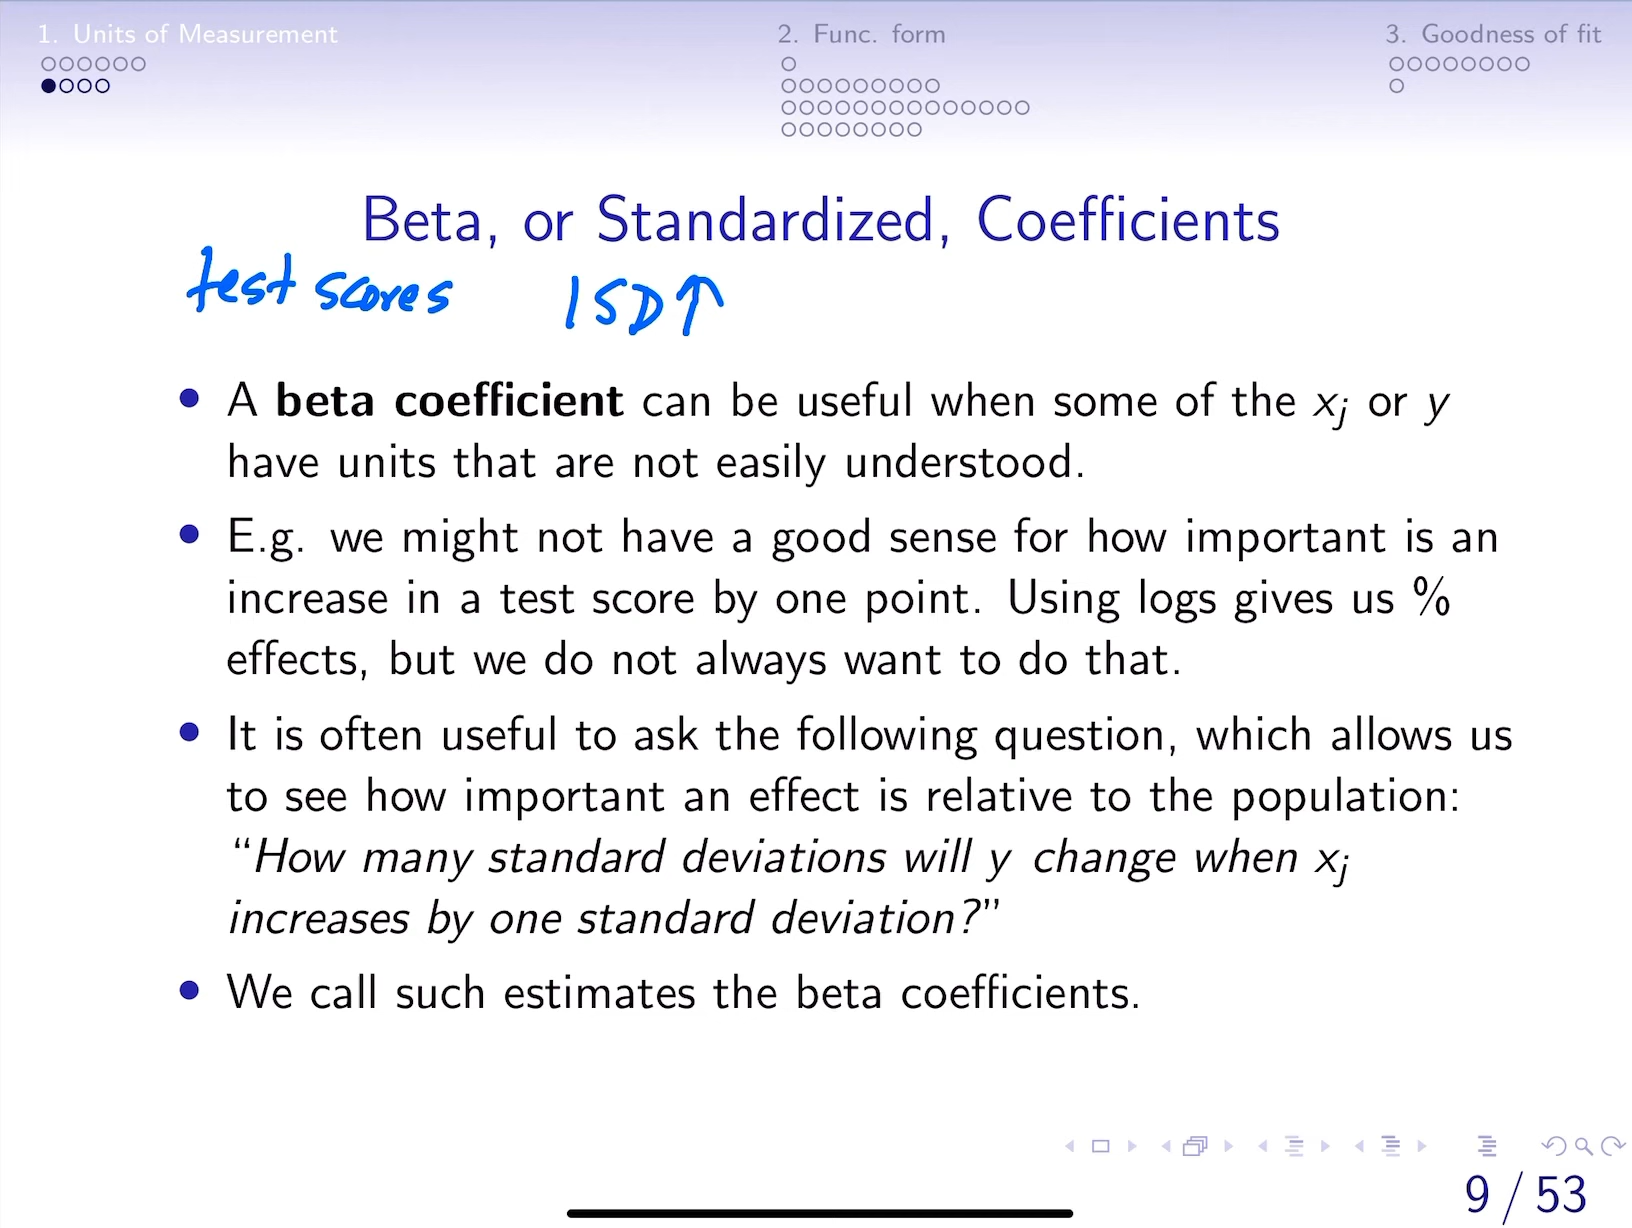 1. Units of Measurement
2. Func. form
3. Goodness of fit
Beta, or Standardized, Coefficients
test scores 1 SD ↑
• A beta coefficient can be useful when some of the xⱼ or y
have units that are not easily understood.
• E.g. we might not have a good sense for how important is an
increase in a test score by one point. Using logs gives us %
effects, but we do not always want to do that.
• It is often useful to ask the following question, which allows us
to see how important an effect is relative to the population:
“How many standard deviations will y change when xⱼ
increases by one standard deviation?”
• We call such estimates the beta coefficients.
9 / 53